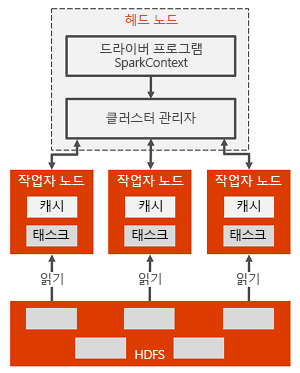 헤드 노드
드라이버 프로그램
SparkContext
클러스터 관리자
작업자 노드
캐시
태스크
작업자 노드
캐시
태스크
작업자 노드
캐시
태스크
읽기
읽기
읽기
HDFS